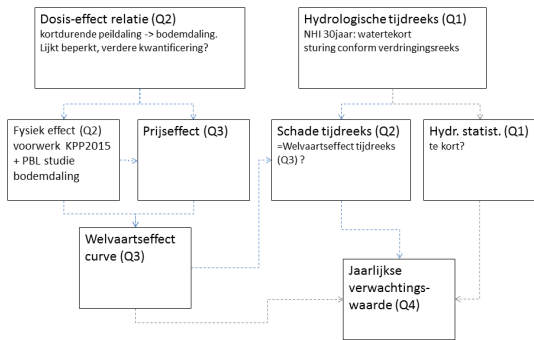 Dosis-effect relatie (Q2)
kortdurende peildaling -> bodemdaling.
Lijkt beperkt, verdere kwantificering?
Hydrologische tijdreeks (Q1)
NHI 30jaar: watertekort
sturing conform verdringingsreeks
Fysiek effect (Q2)
voorwerk KPP2015
+ PBL studie
bodemdaling
Prijseffect (Q3)
Schade tijdreeks (Q2)
=Welvaartseffect tijdreeks
(Q3) ?
Hydr. statist. (Q1)
te kort?
Welvaartseffect
curve (Q3)
Jaarlijkse
verwachtings-
waarde (Q4)